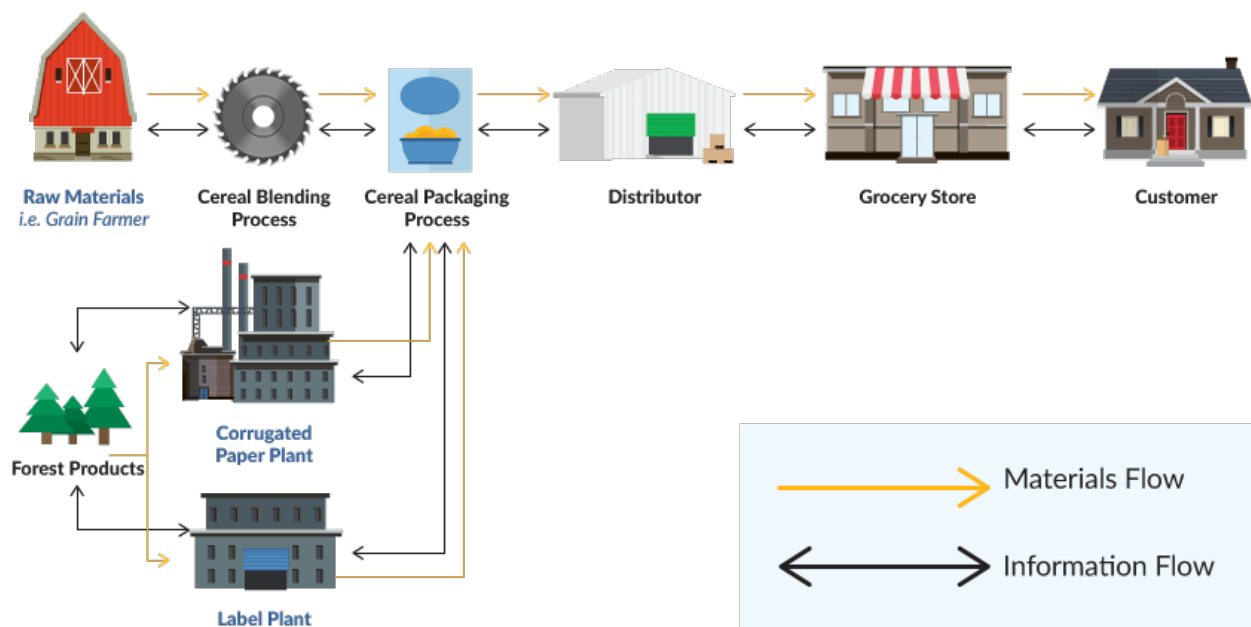 Raw Materials
i.e. Grain Farmer
Cereal Blending
Process
Cereal Packaging
Process
Distributor
Grocery Store
Customer
Corrugated
Paper Plant
Forest Products
Label Plant
Materials Flow
Information Flow